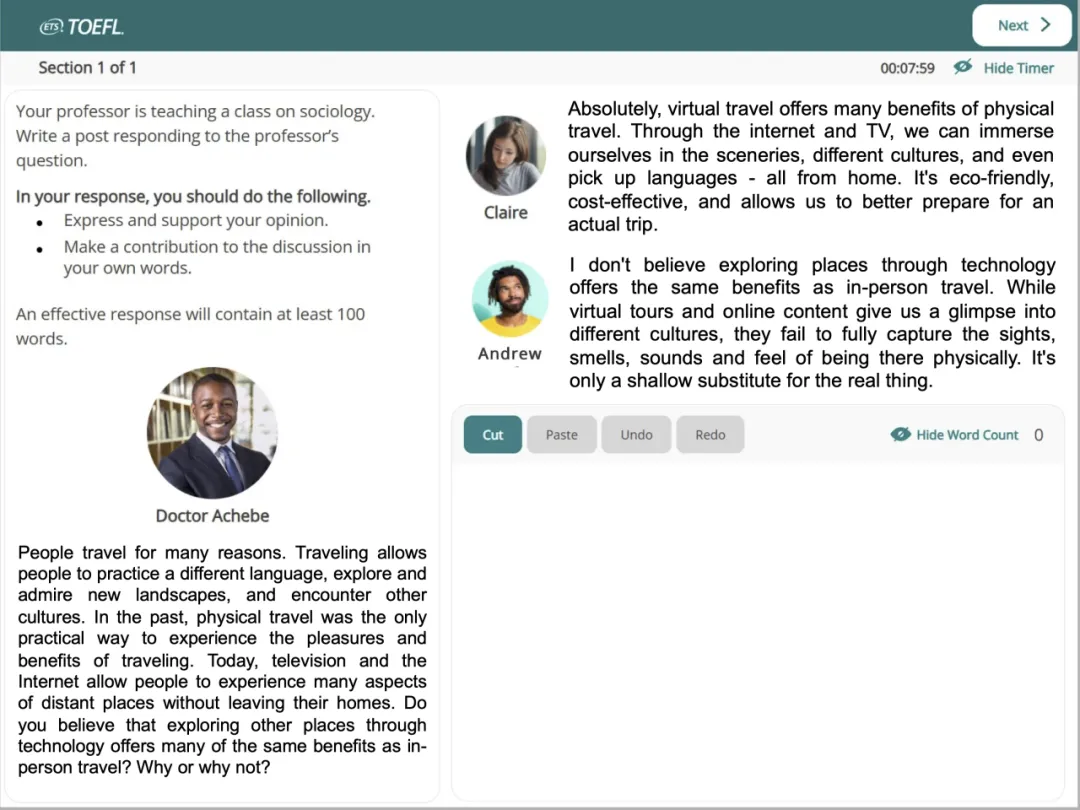 ETS TOEFL.
Next
Section 1 of 1
00:07:59
Hide Timer
Your professor is teaching a class on sociology.
Write a post responding to the professor's
question.
In your response, you should do the following.
• Express and support your opinion.
• Make a contribution to the discussion in
your own words.
An effective response will contain at least 100
words.
Doctor Achebe
People travel for many reasons. Traveling allows
people to practice a different language, explore and
admire new landscapes, and encounter other
cultures. In the past, physical travel was the only
practical way to experience the pleasures and
benefits of traveling. Today, television and the
Internet allow people to experience many aspects
of distant places without leaving their homes. Do
you believe that exploring other places through
technology offers many of the same benefits as in-
person travel? Why or why not?
Claire
Absolutely, virtual travel offers many benefits of physical
travel. Through the internet and TV, we can immerse
ourselves in the sceneries, different cultures, and even
pick up languages - all from home. It's eco-friendly,
cost-effective, and allows us to better prepare for an
actual trip.
Andrew
I don't believe exploring places through technology
offers the same benefits as in-person travel. While
virtual tours and online content give us a glimpse into
different cultures, they fail to fully capture the sights,
smells, sounds and feel of being there physically. It's
only a shallow substitute for the real thing.
Cut
Paste
Undo
Redo
Hide Word Count 0